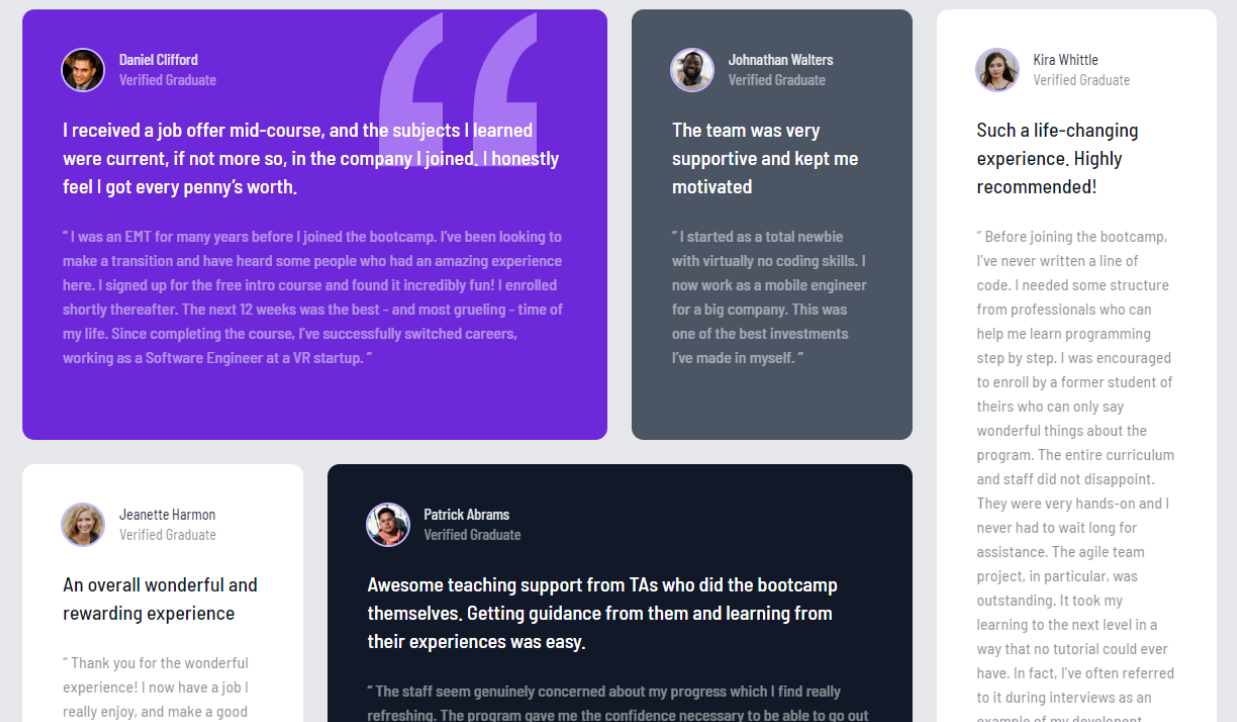 Daniel Clifford
Verified Graduate
I received a job offer mid-course, and the subjects I learned
were current, if not more so, in the company I joined. I honestly
feel I got every penny’s worth.
“ I was an EMT for many years before I joined the bootcamp. I’ve been looking to
make a transition and have heard some people who had an amazing experience
here. I signed up for the free intro course and found it incredibly fun! I enrolled
shortly thereafter. The next 12 weeks was the best - and most grueling - time of
my life. Since completing the course, I’ve successfully switched careers,
working as a Software Engineer at a VR startup. ”
Johnathan Walters
Verified Graduate
The team was very
supportive and kept me
motivated
“ I started as a total newbie
with virtually no coding skills. I
now work as a mobile engineer
for a big company. This was
one of the best investments
I’ve made in myself. ”
Kira Whittle
Verified Graduate
Such a life-changing
experience. Highly
recommended!
“ Before joining the bootcamp,
I’ve never written a line of
code. I needed some structure
from professionals who can
help me learn programming
step by step. I was encouraged
to enroll by a former student of
theirs who can only say
wonderful things about the
program. The entire curriculum
and staff did not disappoint.
They were very hands-on and I
never had to wait long for
assistance. The agile team
project, in particular, was
outstanding. It took my
learning to the next level in a
way that no tutorial could ever
have. In fact, I’ve often referred
to it during interviews as an
example of my development
Jeanette Harmon
Verified Graduate
An overall wonderful and
rewarding experience
“ Thank you for the wonderful
experience! I now have a job I
really enjoy, and make a good
Patrick Abrams
Verified Graduate
Awesome teaching support from TAs who did the bootcamp
themselves. Getting guidance from them and learning from
their experiences was easy.
“ The staff seem genuinely concerned about my progress which I find really
refreshing. The program gave me the confidence necessary to be able to go out